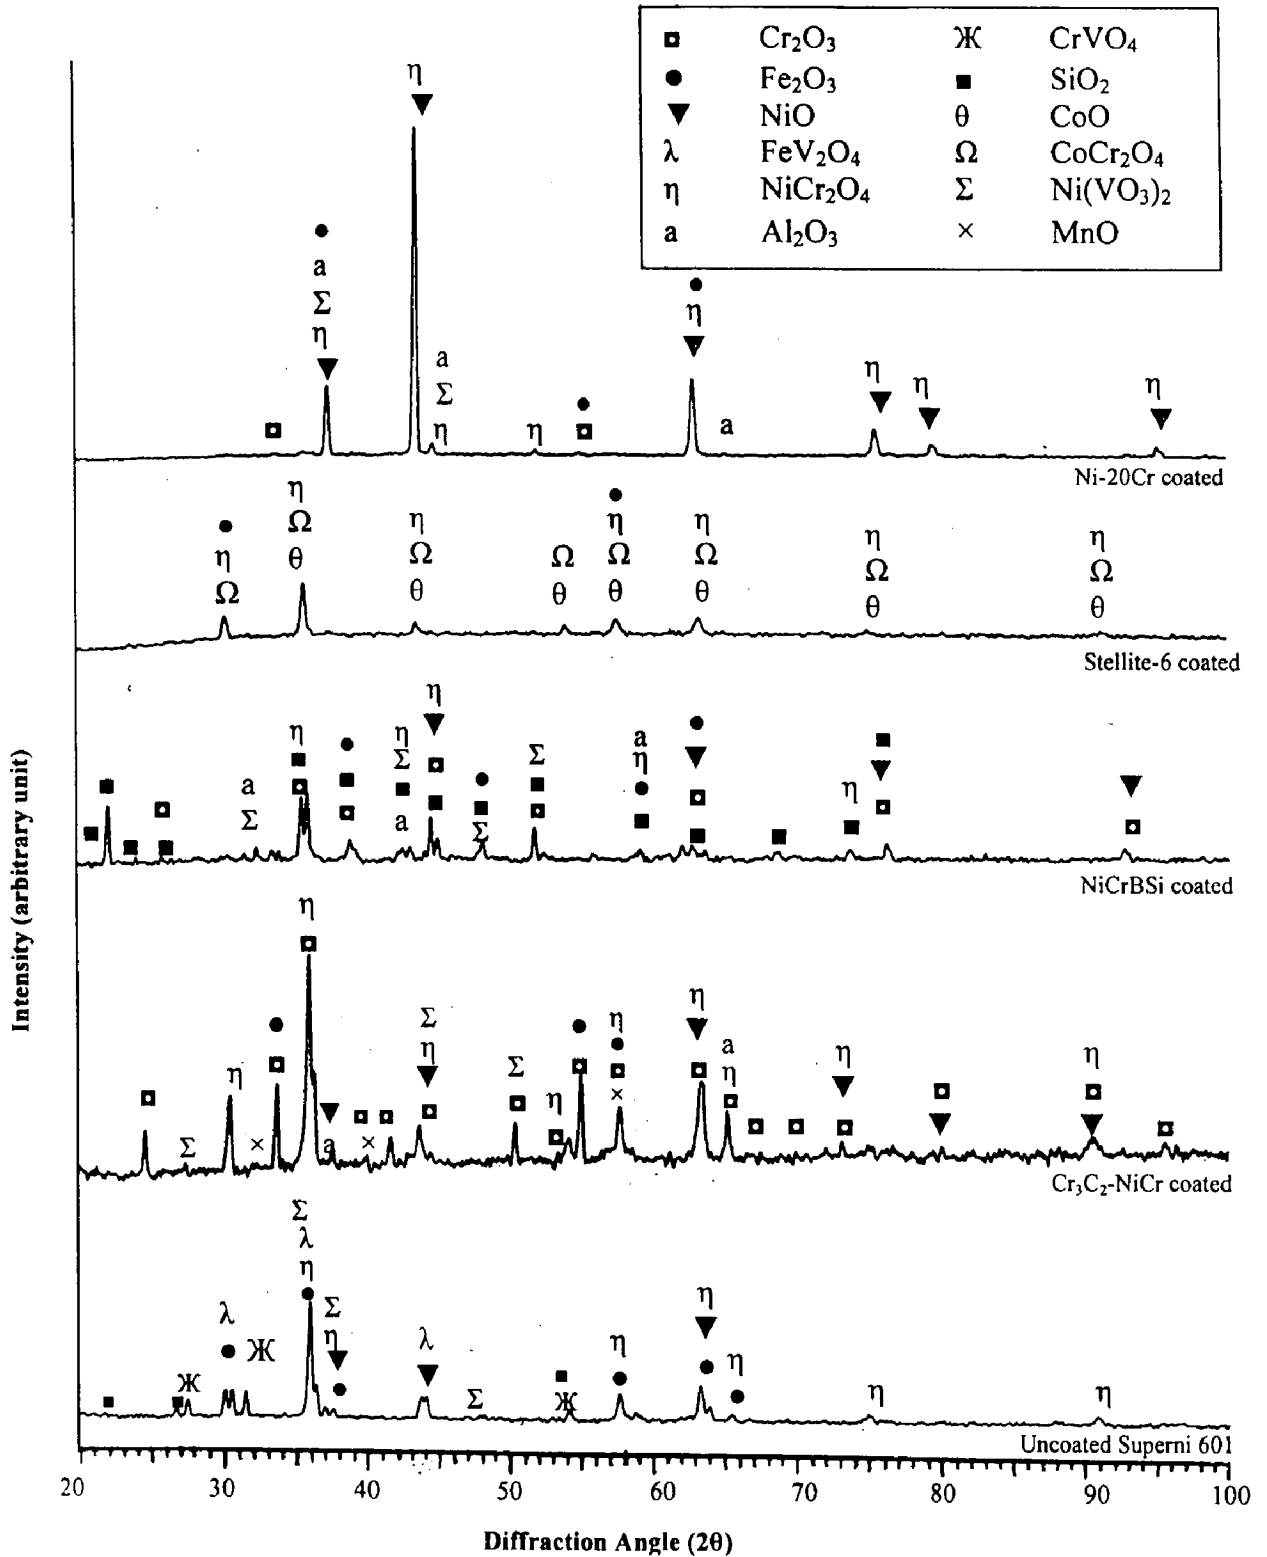 Cr₂O₃ Ж CrVO₄
Fe₂O₃ SiO₂
NiO θ CoO
λ FeV₂O₄ Ω CoCr₂O₄
η NiCr₂O₄ Σ Ni(VO₃)₂
a Al₂O₃ × MnO
η
a
Σ
η
a
Σ
η
η
η
a
η
η
η
Ni-20Cr coated
η
Ω
η
Ω
θ
η
Ω
θ
Ω
θ
η
Ω
θ
η
Ω
θ
η
Ω
θ
η
Ω
θ
Stellite-6 coated
a
Σ
η
η
Σ
a
η
Σ
Σ
a
η
η
NiCrBSi coated
Σ
η
×
η
a
×
Σ
η
Σ
η
η
×
η
a
η
η
η
Cr₃C₂-NiCr coated
Ж
λ
Ж
Σ
λ
η
Σ
η
λ
Σ
Ж
η
η
η
η
η
Uncoated Superni 601
Intensity (arbitrary unit)
20 30 40 50 60 70 80 90 100
Diffraction Angle (2θ)